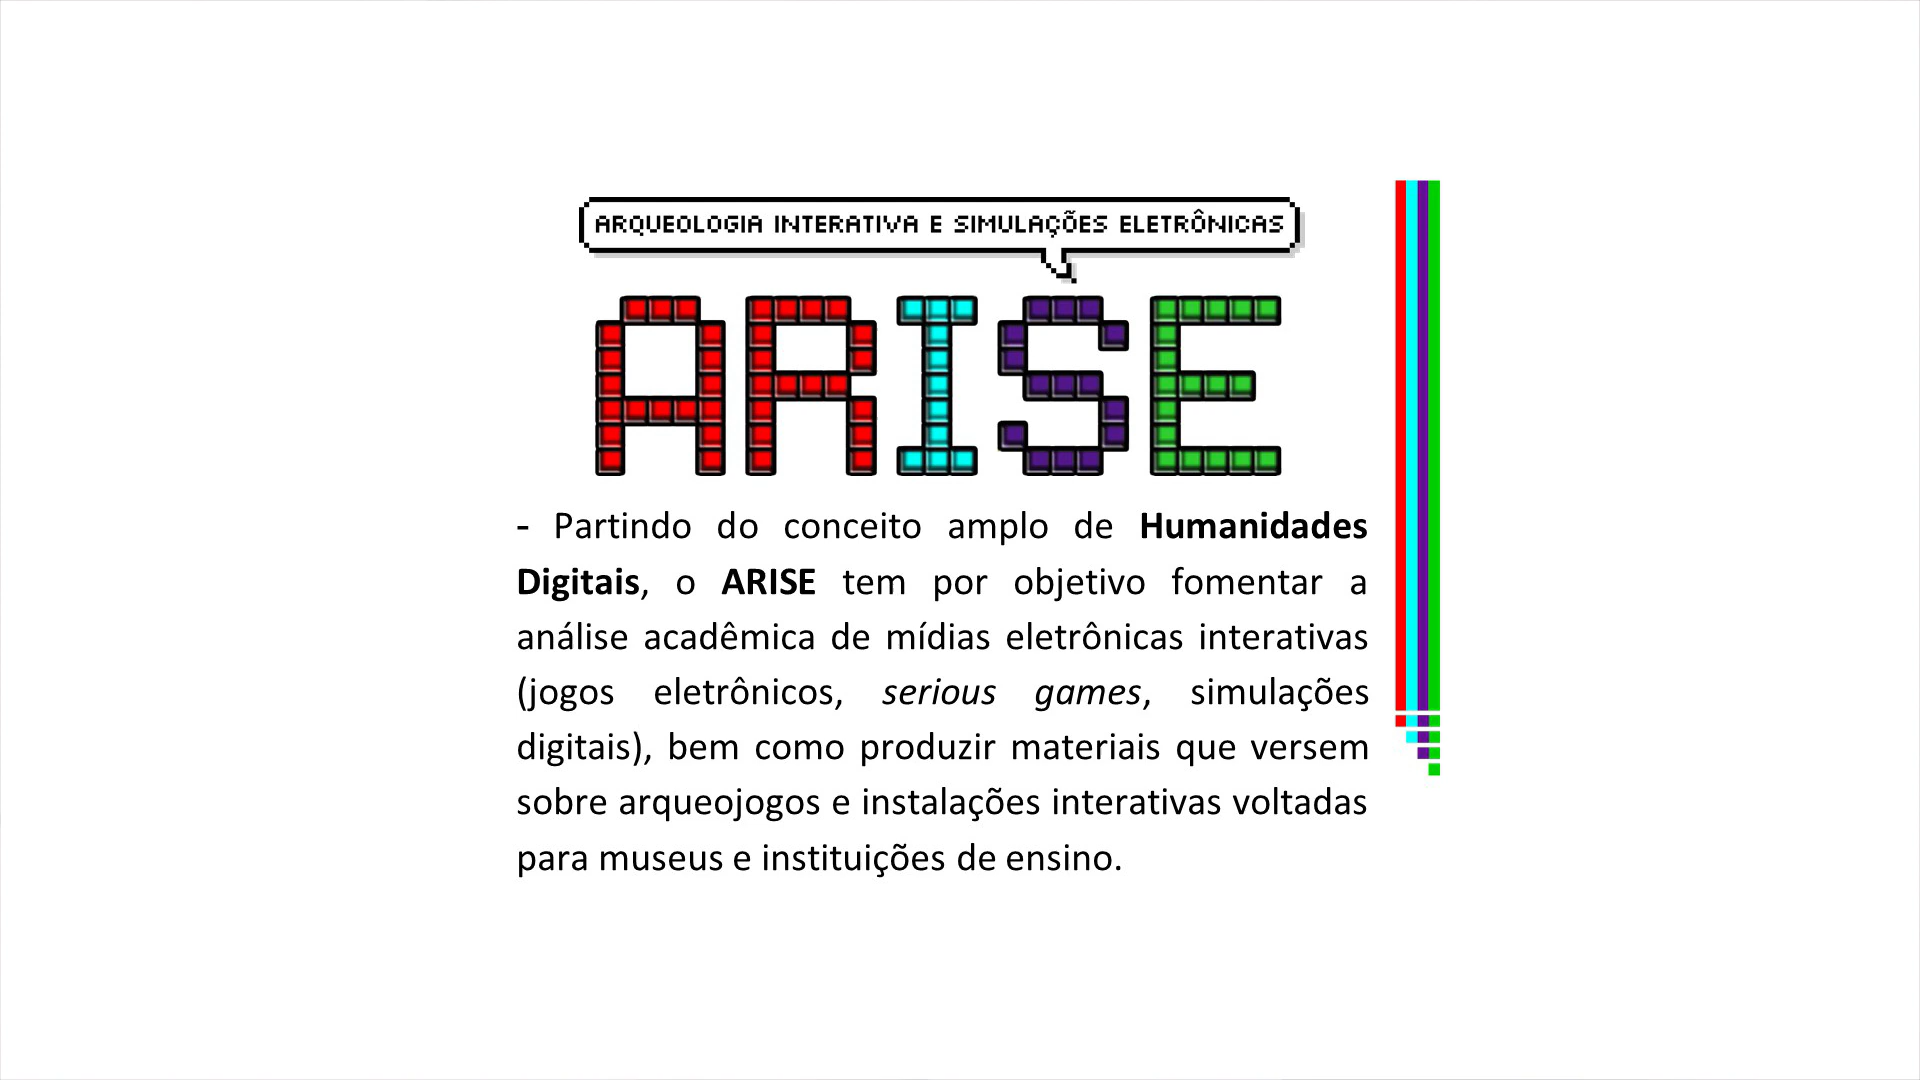 ARQUEOLOGIA INTERATIVA E SIMULAÇÕES ELETRÔNICAS
ARISE
- Partindo do conceito amplo de Humanidades
Digitais, o ARISE tem por objetivo fomentar a
análise acadêmica de mídias eletrônicas interativas
(jogos eletrônicos, serious games, simulações
digitais), bem como produzir materiais que versem
sobre arqueojogos e instalações interativas voltadas
para museus e instituições de ensino.